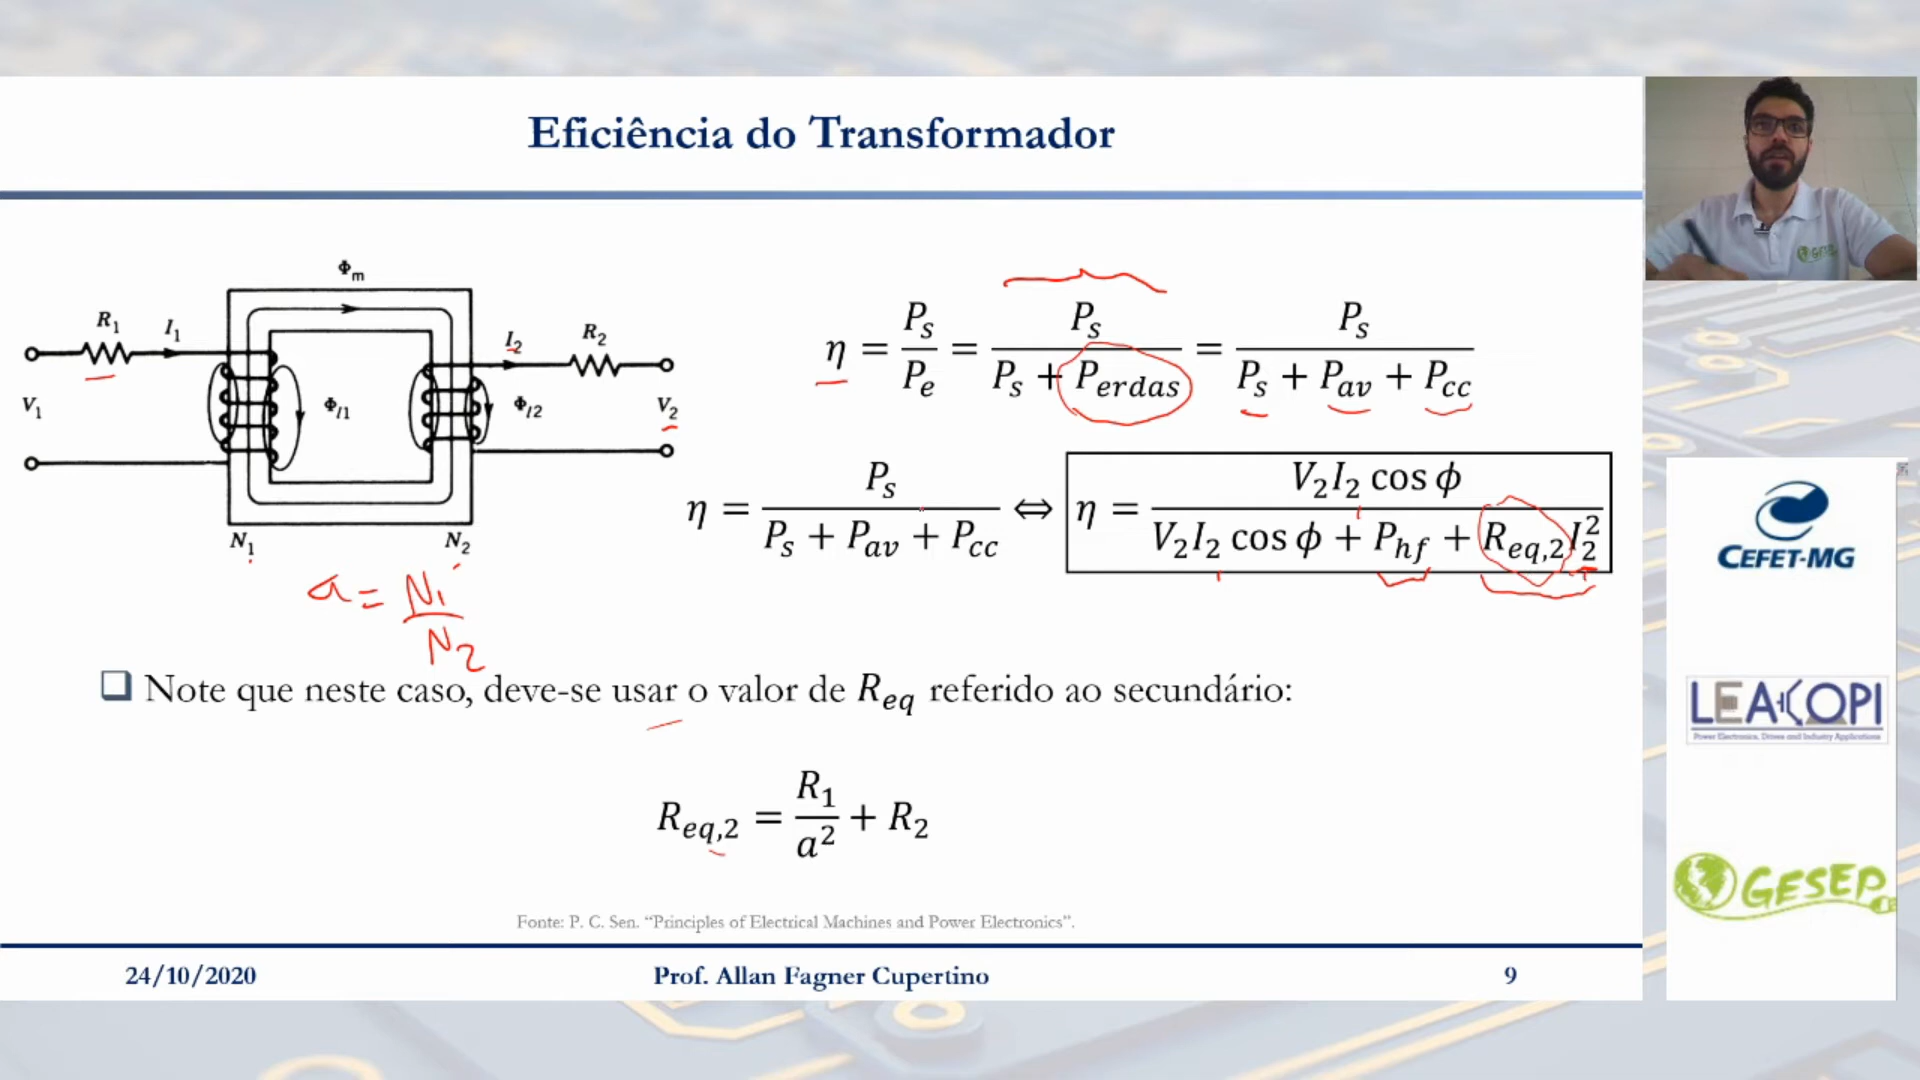 Eficiência do Transformador
Φm
R1 I1
I2 R2
V1 Φl1 Φl2 V2
N1 N2
a = N1/N2
η = Ps/Pe = Ps/(Ps + Perdas) = Ps/(Ps + Pav + Pcc)
η = Ps/(Ps + Pav + Pcc) ⇔ η = V2I2 cos ϕ/(V2I2 cos ϕ + Phf + Req,2I2²)
Note que neste caso, deve-se usar o valor de Req referido ao secundário:
Req,2 = R1/a² + R2
Fonte: P. C. Sen. “Principles of Electrical Machines and Power Electronics”.
24/10/2020 Prof. Allan Fagner Cupertino 9
CEFET-MG
LEACOPI
Power Electronics, Drives and Industry Applications
GESEP